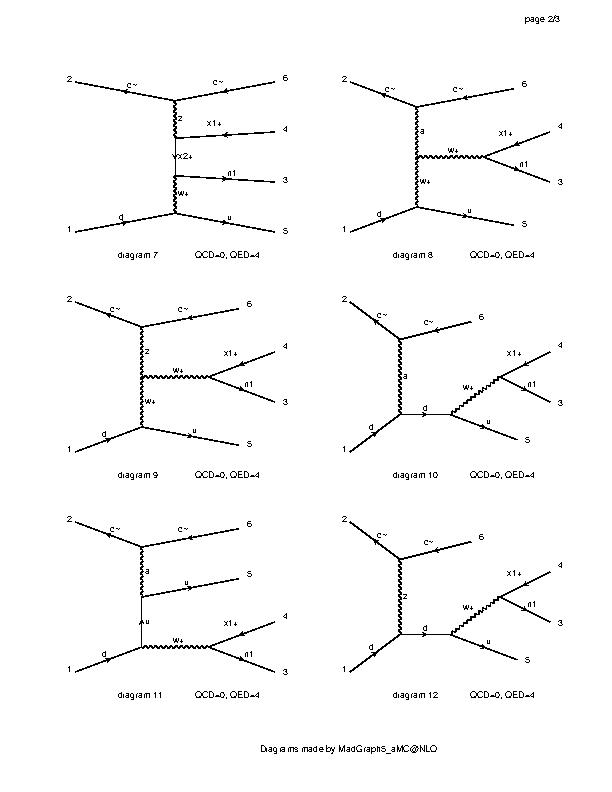 page 2/3
2 c~ c~ 6
z x1+ 4
x2+
n1 3
w+
1 d u 5
diagram 7 QCD=0, QED=4
2 c~ c~ 6
a x1+ 4
w+
w+ n1 3
1 d u 5
diagram 8 QCD=0, QED=4
2 c~ c~ 6
z x1+ 4
w+
w+ n1 3
1 d u 5
diagram 9 QCD=0, QED=4
2 c~ c~ 6
x1+ 4
a w+ n1
3
1 d d u 5
diagram 10 QCD=0, QED=4
2 c~ c~ 6
a u 5
u x1+ 4
w+
1 d n1 3
diagram 11 QCD=0, QED=4
2 c~ c~ 6
x1+ 4
z w+ n1
3
1 d d u 5
diagram 12 QCD=0, QED=4
Diagrams made by MadGraph5_aMC@NLO